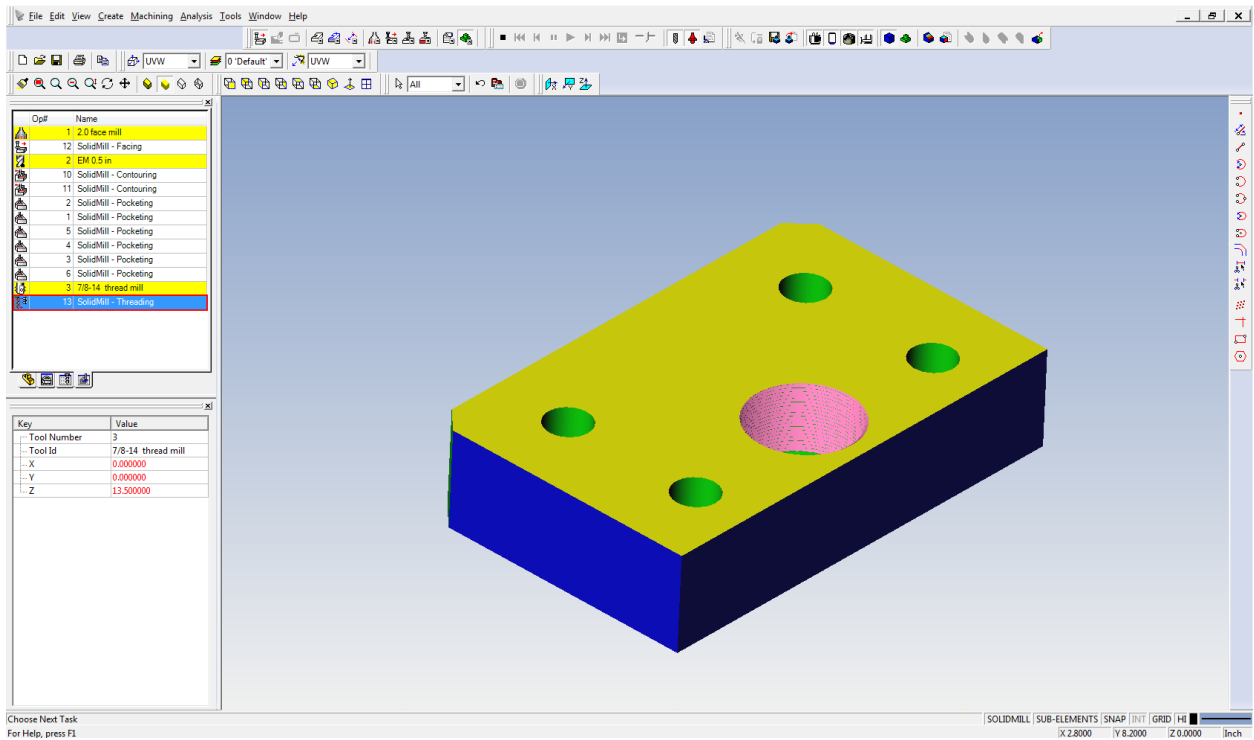 File Edit View Create Machining Analysis Tools Window Help
UVW 0 'Default' UVW
All
Op# Name
1 2.0 face mill
12 SolidMill - Facing
2 EM 0.5 in
10 SolidMill - Contouring
11 SolidMill - Contouring
2 SolidMill - Pocketing
1 SolidMill - Pocketing
5 SolidMill - Pocketing
4 SolidMill - Pocketing
3 SolidMill - Pocketing
6 SolidMill - Pocketing
3 7/8-14 thread mill
13 SolidMill - Threading
Key Value
Tool Number 3
Tool Id 7/8-14 thread mill
X 0.000000
Y 0.000000
Z 13.500000
Choose Next Task SOLIDMILL SUB-ELEMENTS SNAP INT GRID HI
For Help, press F1 X 2.8000 Y 8.2000 Z 0.0000 Inch